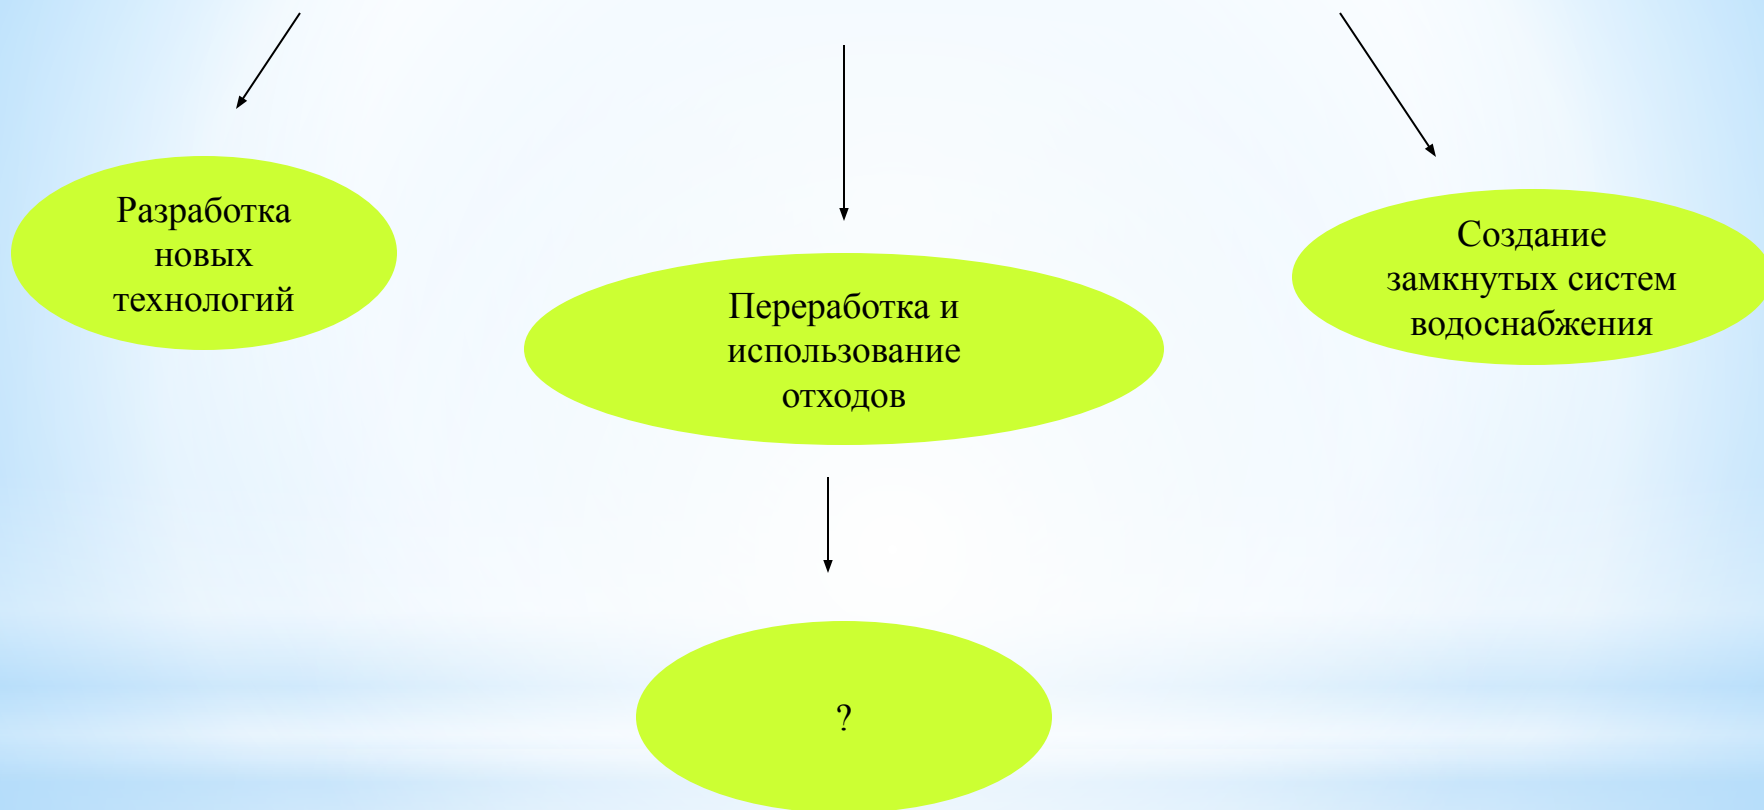 Разработка
новых
технологий
Переработка и
использование
отходов
Создание
замкнутых систем
водоснабжения
?